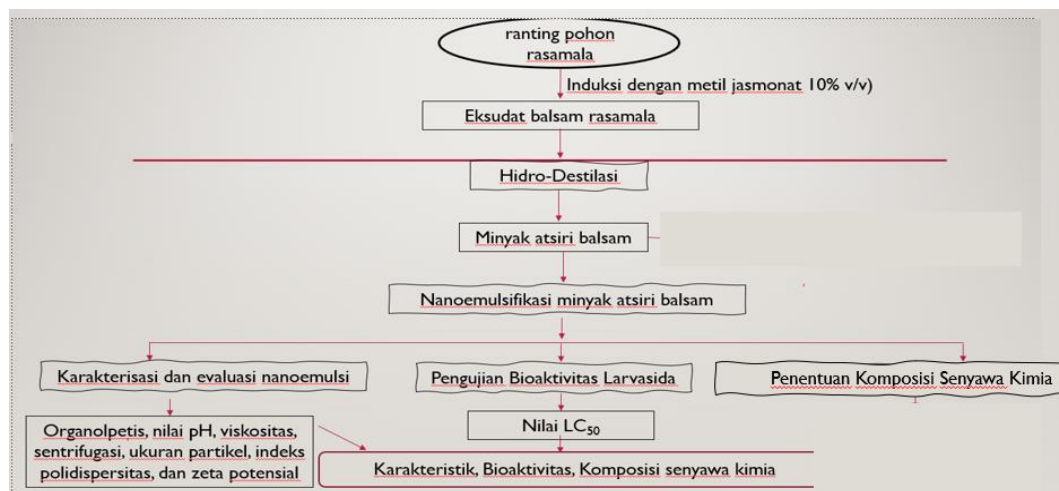 ranting pohon
rasamala
Induksi dengan metil jasmonat 10% v/v)
Eksudat balsam rasamala
Hidro-Destilasi
Minyak atsiri balsam
Nanoemulsifikasi minyak atsiri balsam
Karakterisasi dan evaluasi nanoemulsi
Pengujian Bioaktivitas Larvasida
Penentuan Komposisi Senyawa Kimia
Organolpetis, nilai pH, viskositas,
sentrifugasi, ukuran partikel, indeks
polidispersitas, dan zeta potensial
Nilai LC50
Karakteristik, Bioaktivitas, Komposisi senyawa kimia